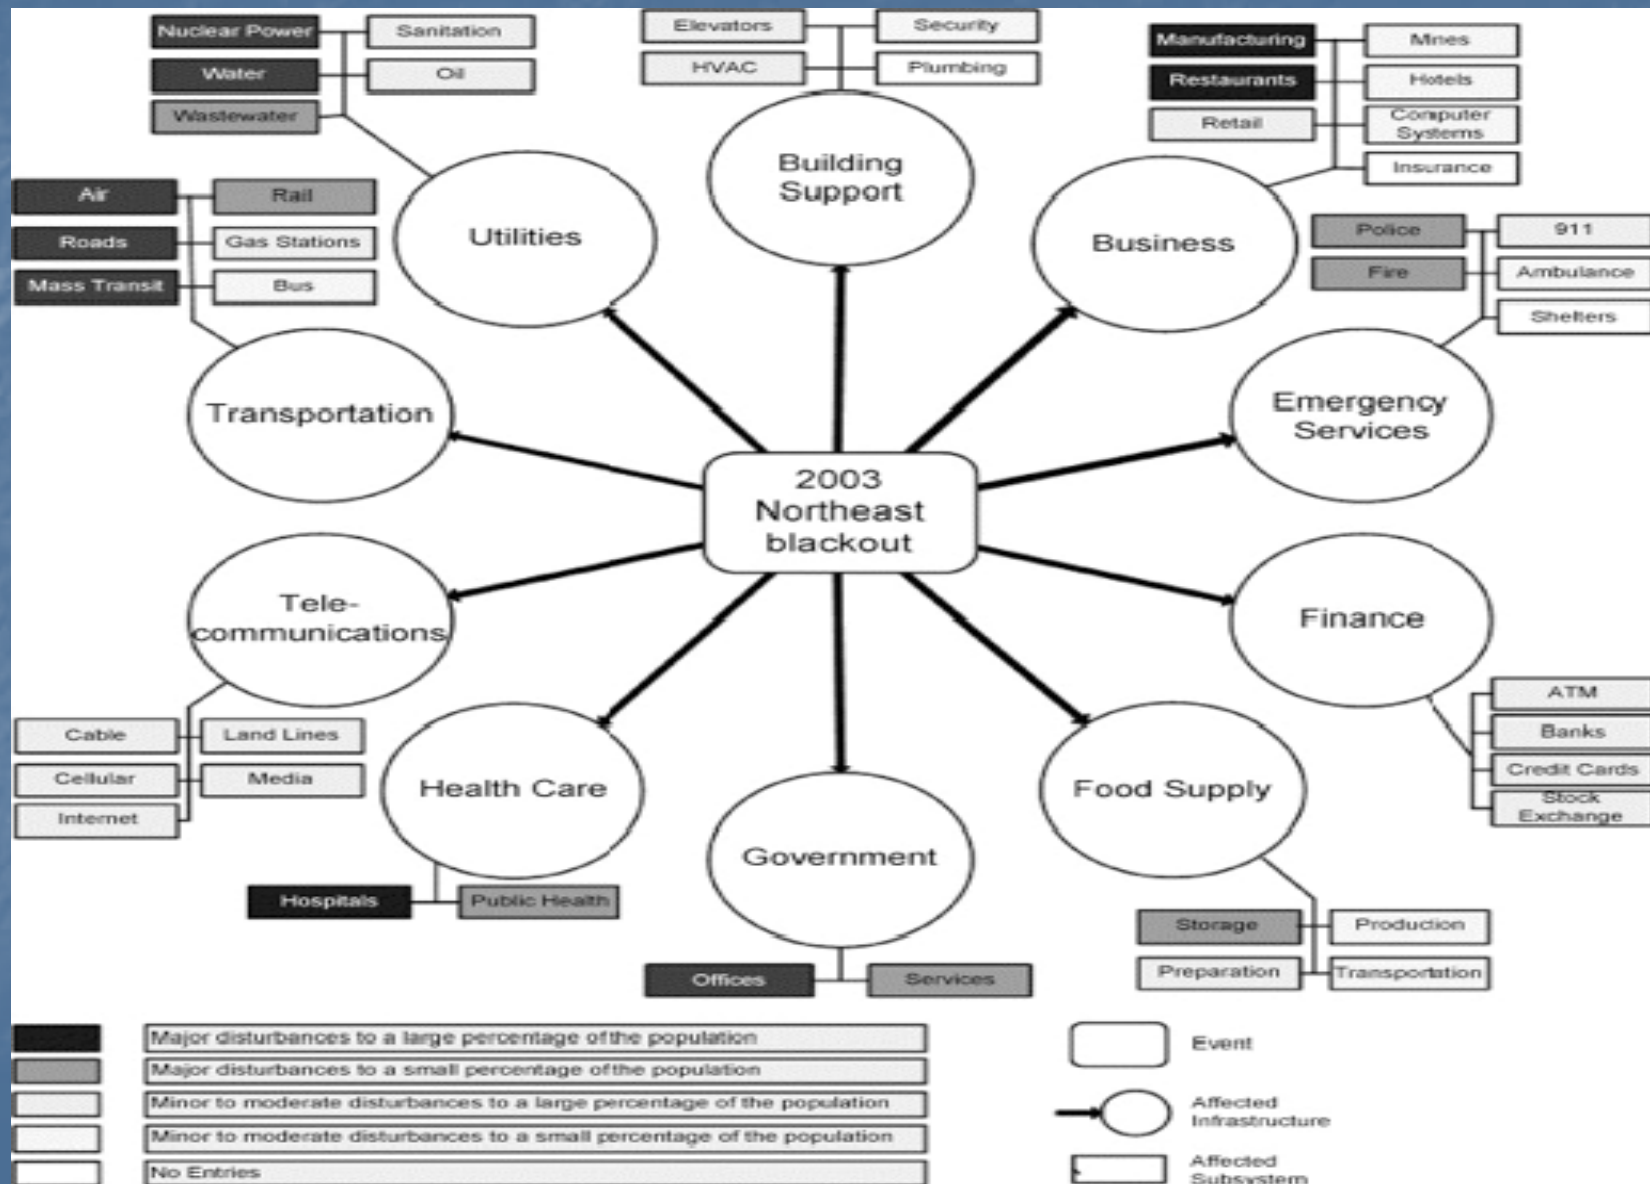 Nuclear Power
Sanitation
Water
Oil
Wastewater
Elevators
Security
HVAC
Plumbing
Manufacturing
Mines
Restaurants
Hotels
Retail
Computer
Systems
Insurance
Air
Rail
Roads
Gas Stations
Mass Transit
Bus
Police
911
Fire
Ambulance
Shelters
Utilities
Building
Support
Business
Transportation
Emergency
Services
2003
Northeast
blackout
Tele-
communications
Finance
Cable
Land Lines
Cellular
Media
Internet
ATM
Banks
Credit Cards
Stock
Exchange
Health Care
Government
Food Supply
Hospitals
Public Health
Offices
Services
Storage
Production
Preparation
Transportation
Major disturbances to a large percentage of the population
Major disturbances to a small percentage of the population
Minor to moderate disturbances to a large percentage of the population
Minor to moderate disturbances to a small percentage of the population
No Entries
Event
Affected
Infrastructure
Affected
Subsystem